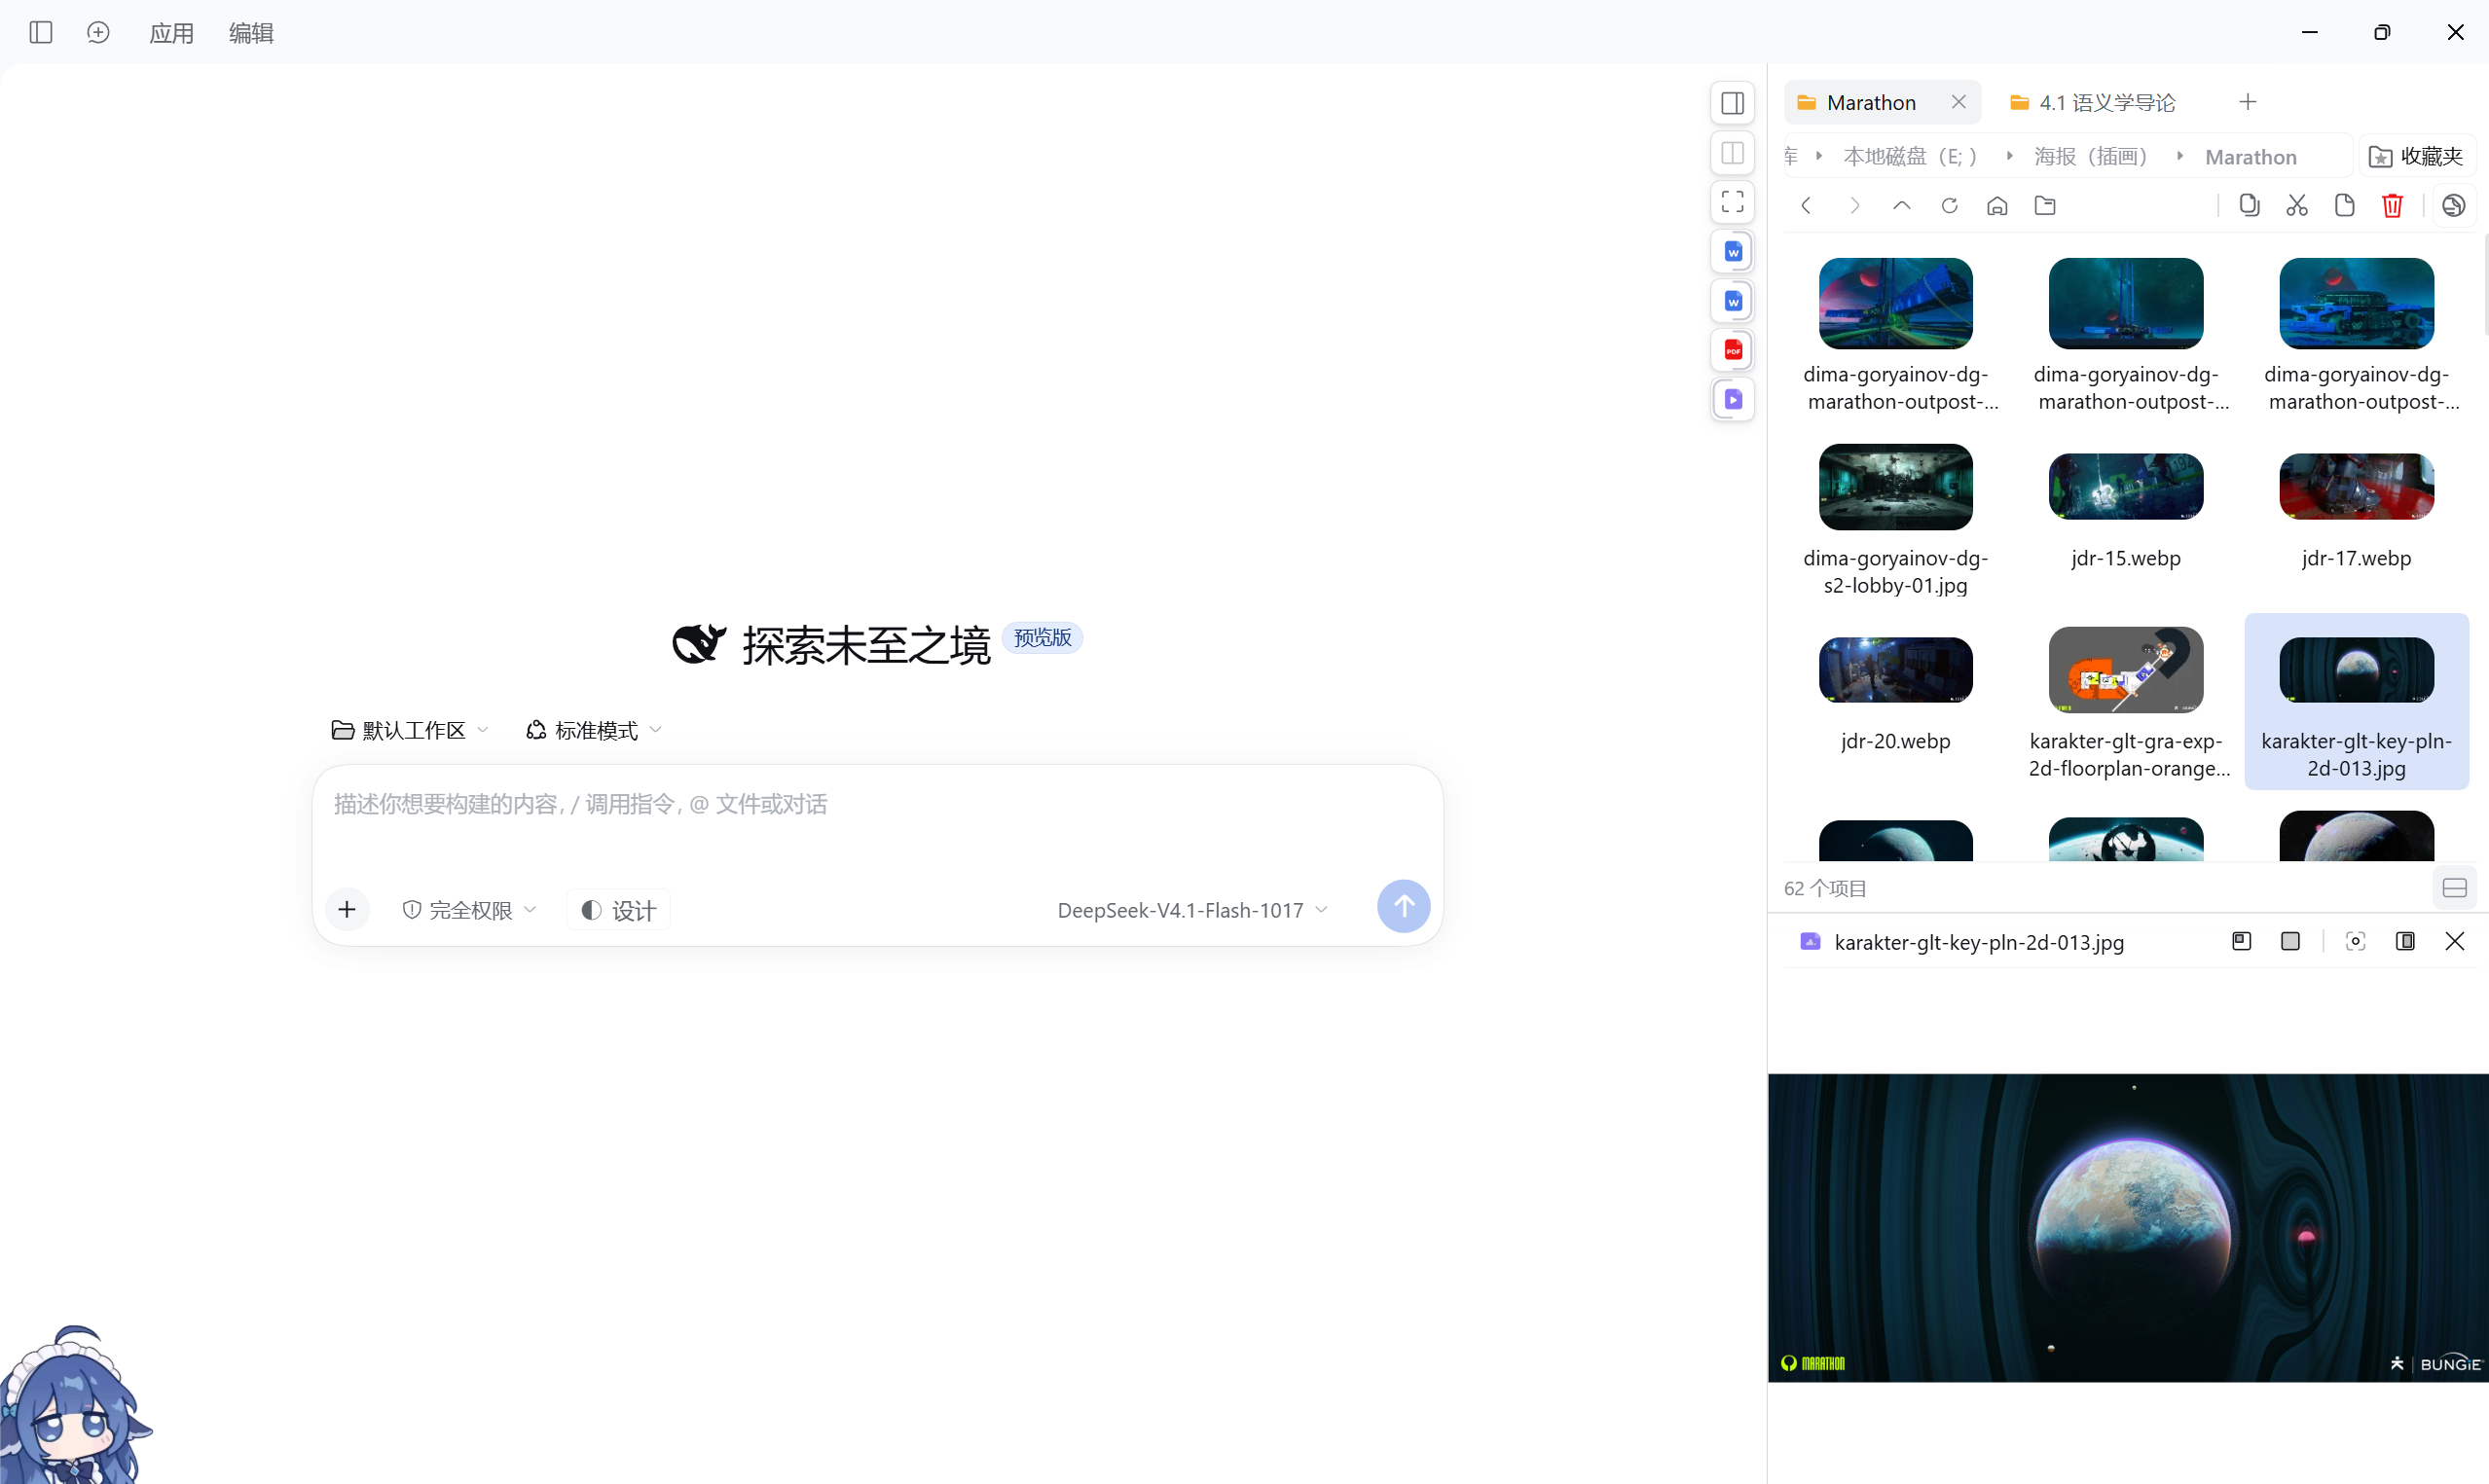 应用 编辑
Marathon
4.1 语义学导论
库 本地磁盘（E; ） 海报（插画） Marathon 收藏夹
dima-goryainov-dg-marathon-outpost-...
dima-goryainov-dg-marathon-outpost-...
dima-goryainov-dg-marathon-outpost-...
dima-goryainov-dg-s2-lobby-01.jpg
jdr-15.webp
jdr-17.webp
jdr-20.webp
karakter-glt-gra-exp-2d-floorplan-orange...
karakter-glt-key-pln-2d-013.jpg
62 个项目
karakter-glt-key-pln-2d-013.jpg
MARATHON
BUNGiE
探索未至之境 预览版
默认工作区 标准模式
描述你想要构建的内容, / 调用指令, @ 文件或对话
完全权限 设计 DeepSeek-V4.1-Flash-1017
W
W
PDF